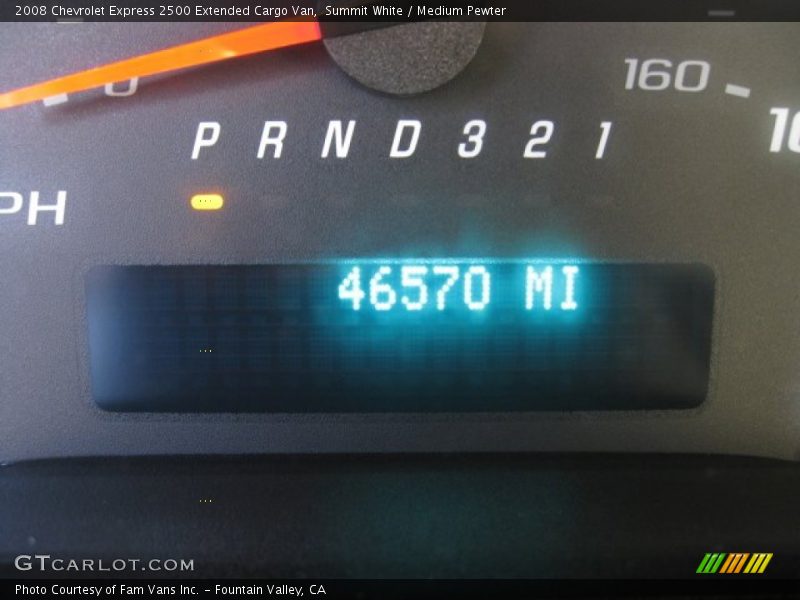 2008 Chevrolet Express 2500 Extended Cargo Van, Summit White / Medium Pewter
0
160
P R N D 3 2 1
PH
46570 MI
GTCARLOT.COM
Photo Courtesy of Fam Vans Inc. - Fountain Valley, CA